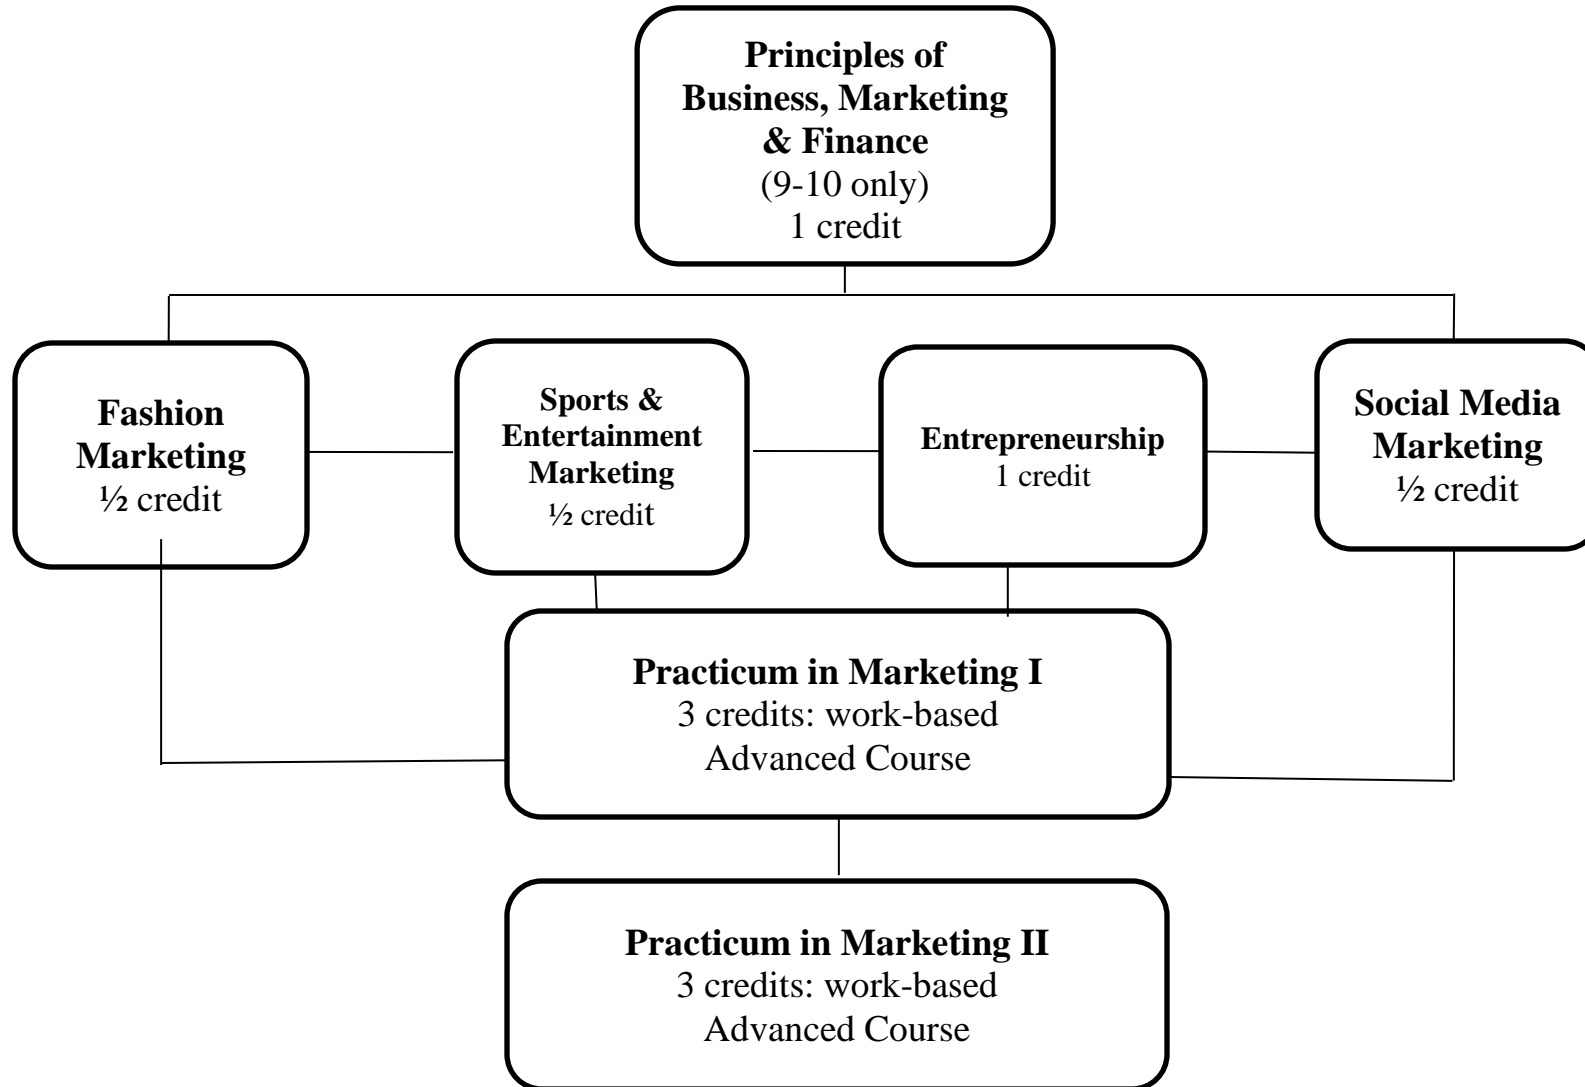 Principles of
Business, Marketing
& Finance
(9-10 only)
1 credit
Fashion
Marketing
½ credit
Sports &
Entertainment
Marketing
½ credit
Entrepreneurship
1 credit
Social Media
Marketing
½ credit
Practicum in Marketing I
3 credits: work-based
Advanced Course
Practicum in Marketing II
3 credits: work-based
Advanced Course